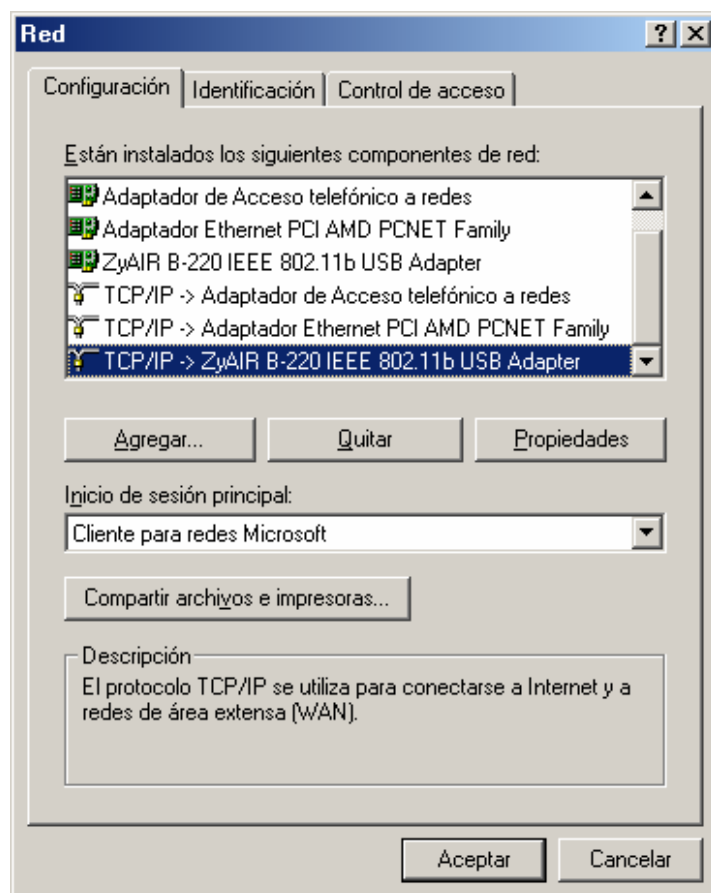 Red
Configuración Identificación Control de acceso
Están instalados los siguientes componentes de red:
Adaptador de Acceso telefónico a redes
Adaptador Ethernet PCI AMD PCNET Family
ZyAIR B-220 IEEE 802.11b USB Adapter
TCP/IP -> Adaptador de Acceso telefónico a redes
TCP/IP -> Adaptador Ethernet PCI AMD PCNET Family
TCP/IP -> ZyAIR B-220 IEEE 802.11b USB Adapter
Agregar... Quitar Propiedades
Inicio de sesión principal:
Cliente para redes Microsoft
Compartir archivos e impresoras...
Descripción
El protocolo TCP/IP se utiliza para conectarse a Internet y a
redes de área extensa (WAN).
Aceptar Cancelar